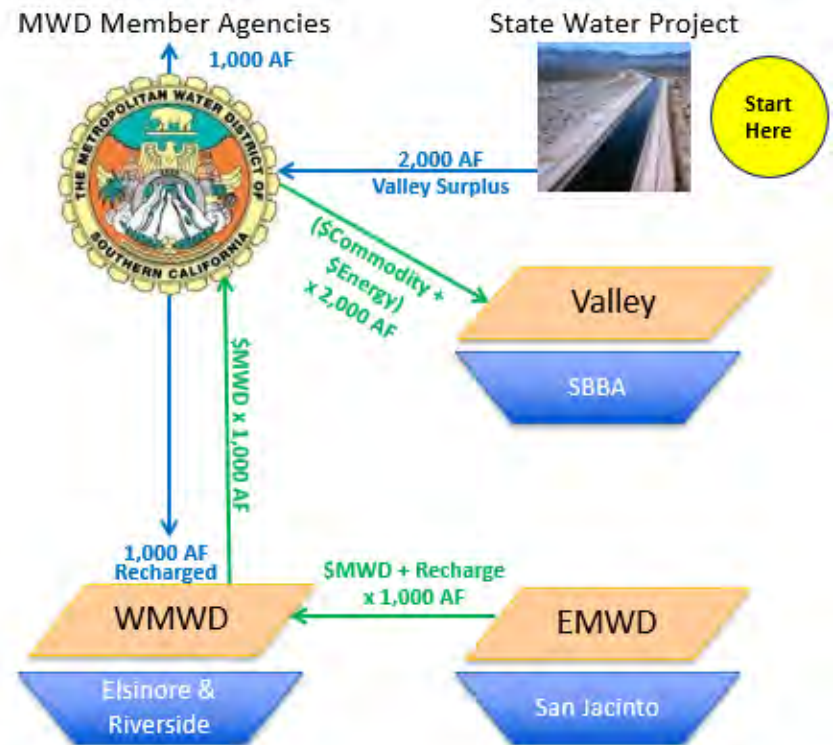 MWD Member Agencies
State Water Project
1,000 AF
Start
Here
THE METROPOLITAN WATER DISTRICT OF
SOUTHERN CALIFORNIA
2,000 AF
Valley Surplus
($Commodity +
$Energy)
x 2,000 AF
Valley
SBBA
$MWD x 1,000 AF
1,000 AF
Recharged
$MWD + Recharge
x 1,000 AF
WMWD
EMWD
Elsinore &
Riverside
San Jacinto